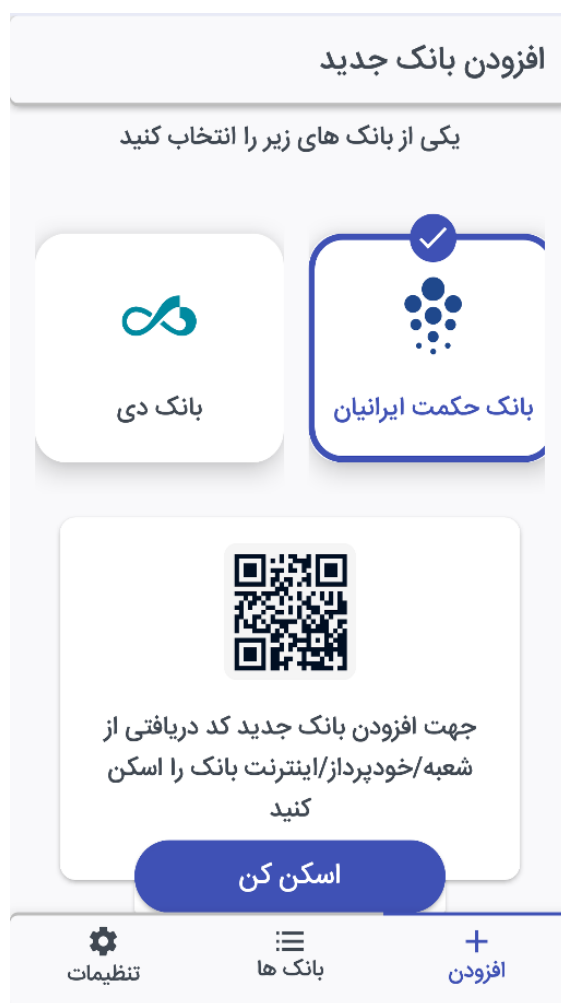 افزودن بانک جدید
یکی از بانک های زیر را انتخاب کنید
بانک حکمت ایرانیان
بانک دی
جهت افزودن بانک جدید کد دریافتی از
شعبه/خودپرداز/اینترنت بانک را اسکن
کنید
اسکن کن
افزودن
بانک ها
تنظیمات